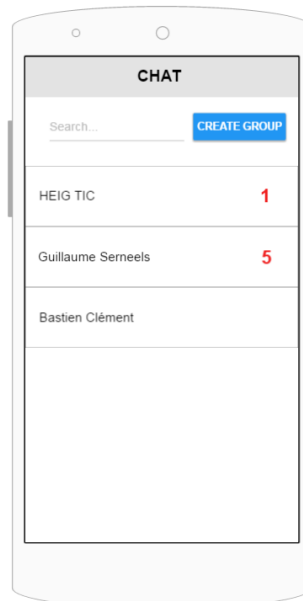 CHAT
Search... CREATE GROUP
HEIG TIC 1
Guillaume Serneels 5
Bastien Clément